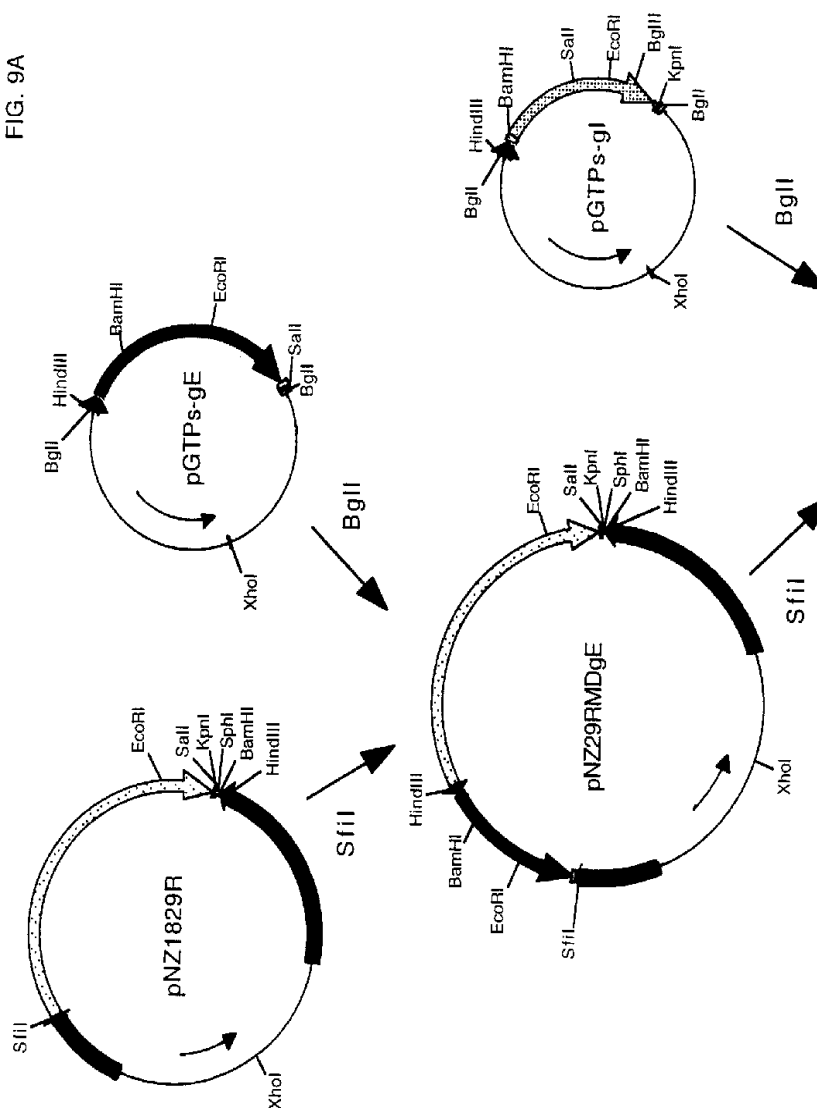 FIG. 9A
SfiI
EcoRI
SalI
KpnI
SphI
BamHI
HindIII
XhoI
pNZ1829R
SfiI
BglI
HindIII
BamHI
EcoRI
SalI
BglI
XhoI
pGTPs-gE
BglI
HindIII
BamHI
EcoRI
SfiI
EcoRI
SalI
KpnI
SphI
BamHI
HindIII
XhoI
pNZ29RMDgE
SfiI
BglI
HindIII
BamHI
SalI
EcoRI
BglII
KpnI
BglI
XhoI
pGTPs-gI
BglI